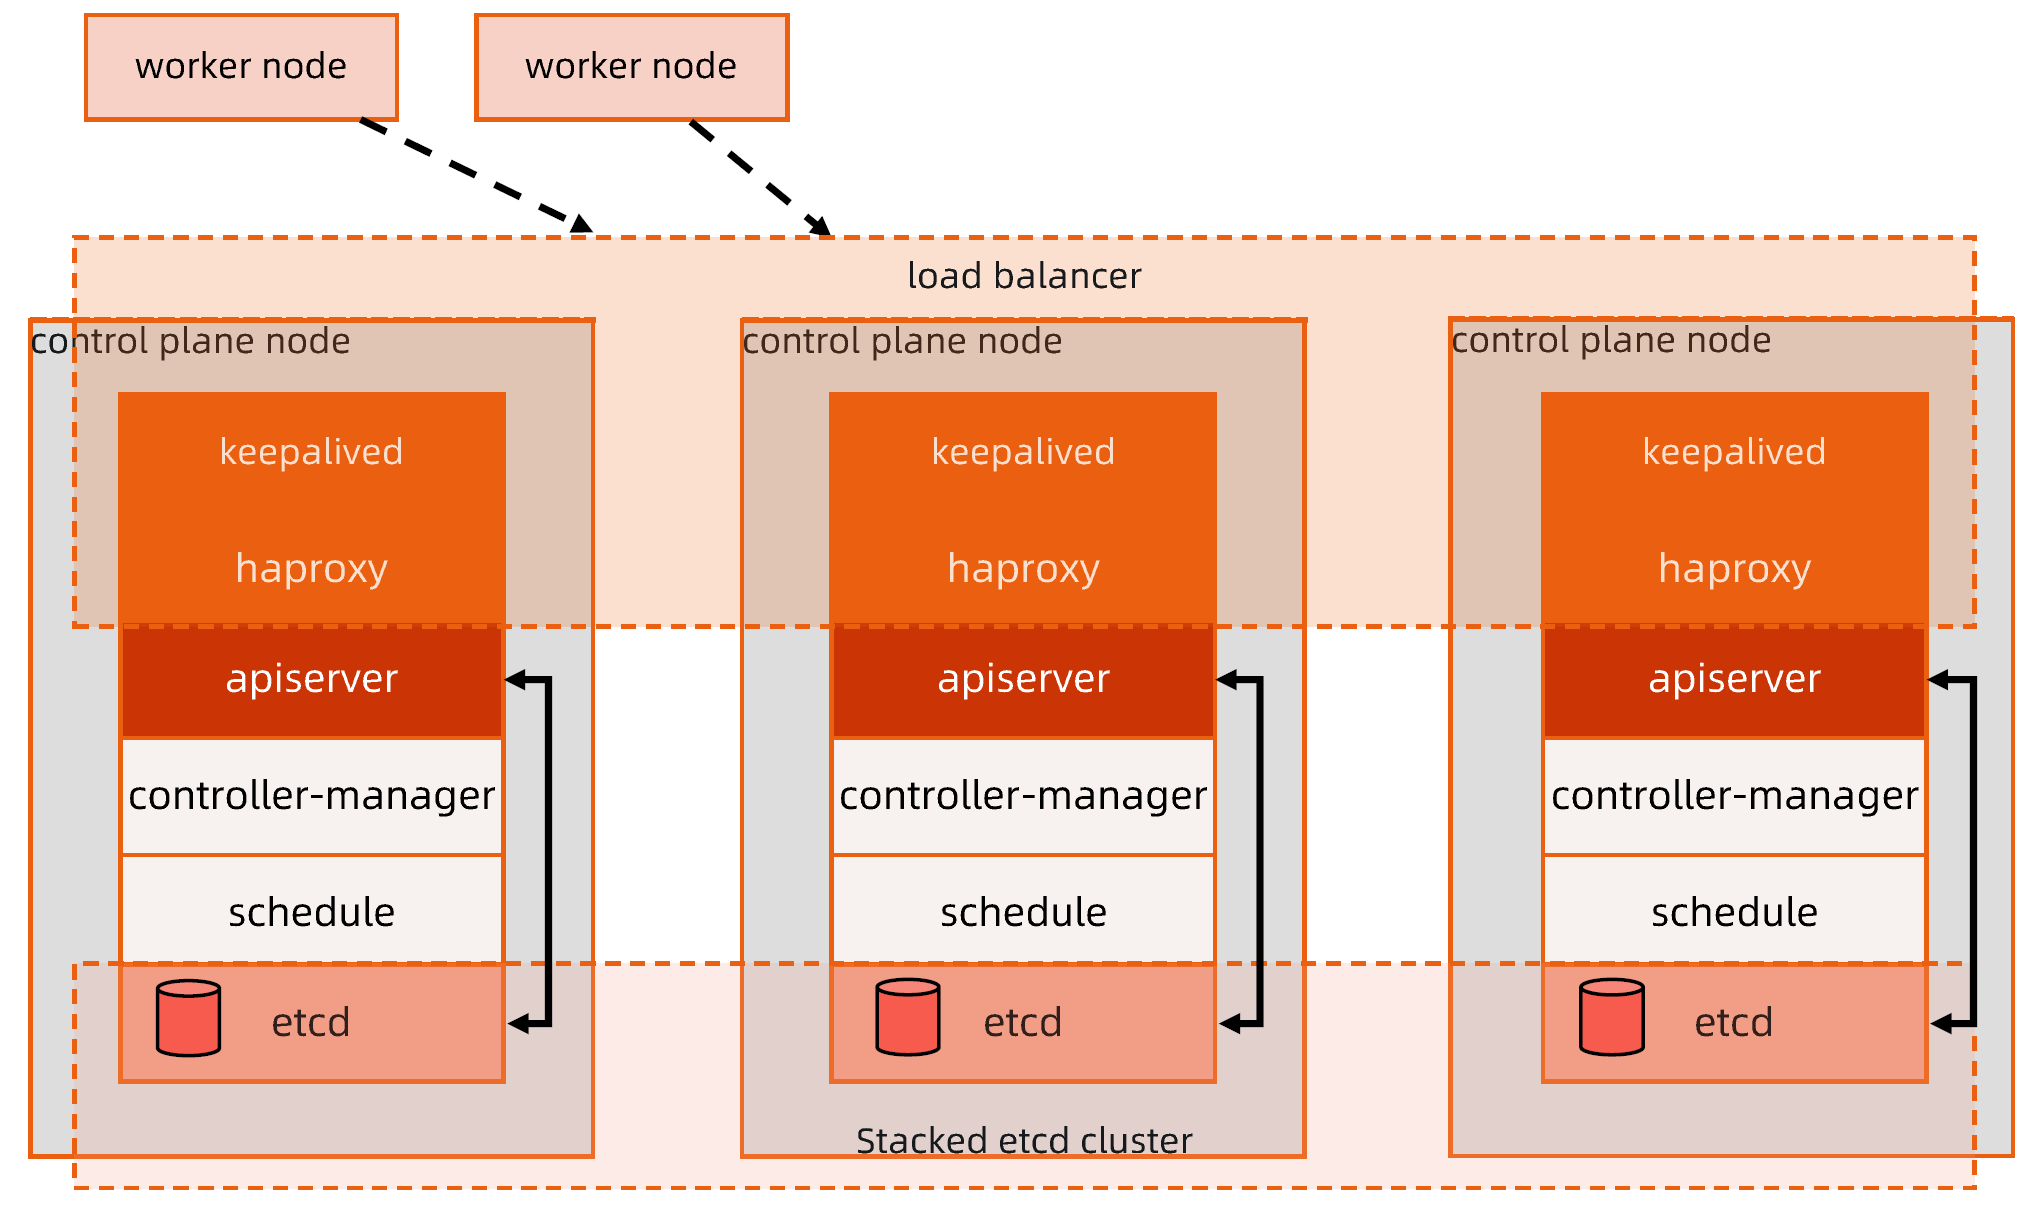 worker node
worker node
load balancer
control plane node
control plane node
control plane node
keepalived
keepalived
keepalived
haproxy
haproxy
haproxy
apiserver
apiserver
apiserver
controller-manager
controller-manager
controller-manager
schedule
schedule
schedule
etcd
etcd
etcd
Stacked etcd cluster